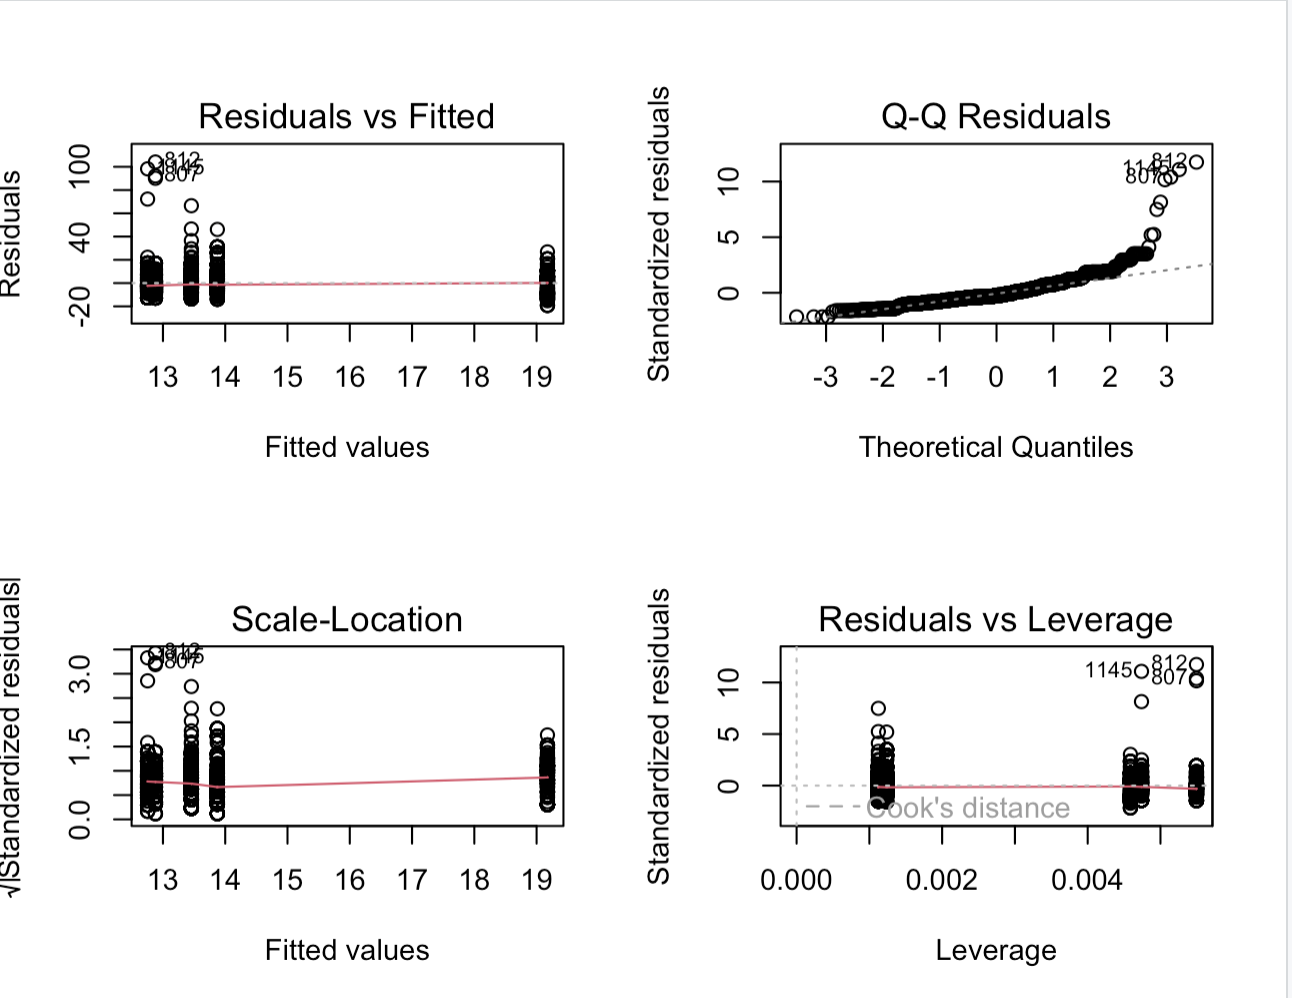 Residuals vs Fitted
Residuals
100
40
-20
812
807
13 14 15 16 17 18 19
Fitted values
Q-Q Residuals
Standardized residuals
10
5
0
812
1145
807
-3 -2 -1 0 1 2 3
Theoretical Quantiles
Scale-Location
√|Standardized residuals|
3.0
1.5
0.0
812
807
13 14 15 16 17 18 19
Fitted values
Residuals vs Leverage
Standardized residuals
10
5
0
1145
812
807
Cook's distance
0.000 0.002 0.004
Leverage